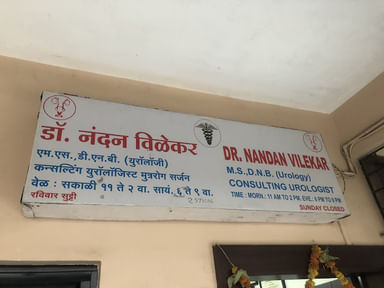 डॉ. नंदन विळेकर
एम.एस.,डी.एन.बी. (युरॉलॉजी)
कन्सल्टिंग युरॉलॉजिस्ट मुत्ररोग सर्जन
वेळ : सकाळी ११ ते २ वा. सायं. ६ ते ९ वा.
रविवार सुट्टी
DR. NANDAN VILEKAR
M.S.,D.N.B. (Urology)
CONSULTING UROLOGIST
TIME : MORN.: 11 AM TO 2 PM. EVE.: 6 PM TO 9 PM
SUNDAY CLOSED